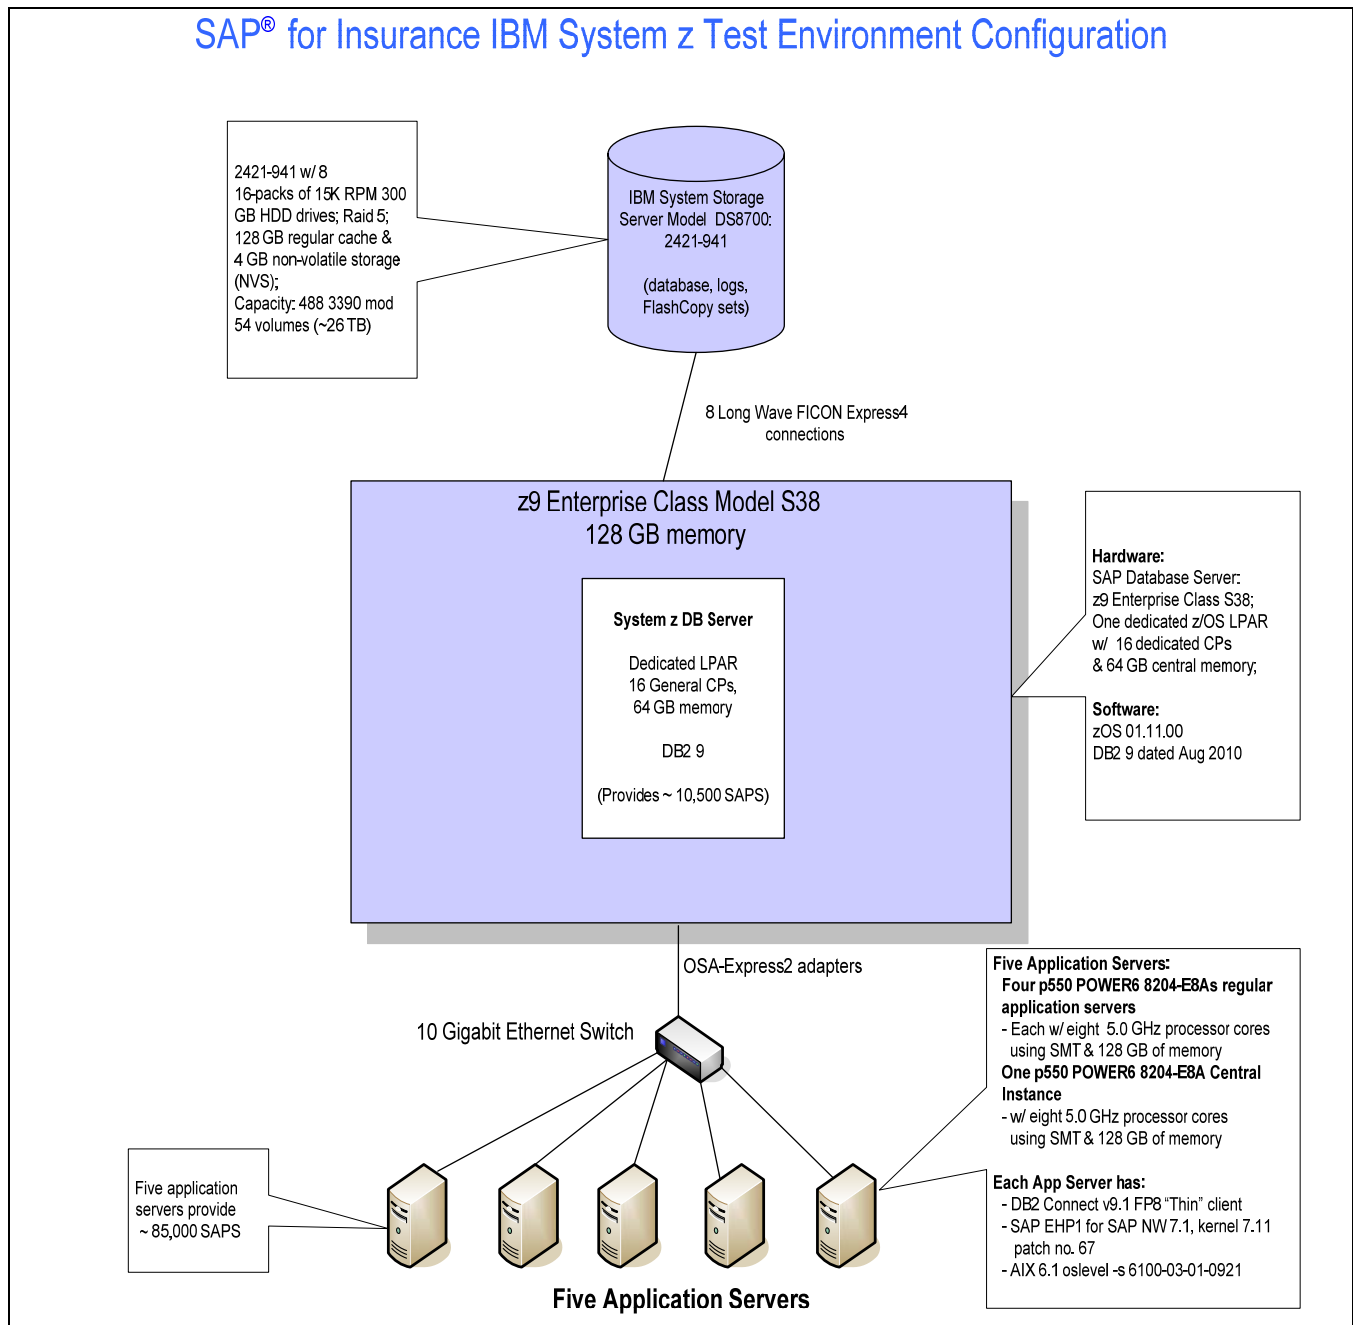 SAP® for Insurance IBM System z Test Environment Configuration
2421-941 w/ 8
16-packs of 15K RPM 300
GB HDD drives; Raid 5;
128 GB regular cache &
4 GB non-volatile storage
(NVS);
Capacity: 488 3390 mod
54 volumes (~26 TB)
IBM System Storage
Server Model DS8700:
2421-941
(database, logs,
FlashCopy sets)
8 Long Wave FICON Express4
connections
z9 Enterprise Class Model S38
128 GB memory
System z DB Server
Dedicated LPAR
16 General CPs,
64 GB memory
DB2 9
(Provides ~ 10,500 SAPS)
Hardware:
SAP Database Server:
z9 Enterprise Class S38;
One dedicated z/OS LPAR
w/ 16 dedicated CPs
& 64 GB central memory;
Software:
zOS 01.11.00
DB2 9 dated Aug 2010
OSA-Express2 adapters
10 Gigabit Ethernet Switch
Five Application Servers:
Four p550 POWER6 8204-E8As regular
application servers
- Each w/ eight 5.0 GHz processor cores
using SMT & 128 GB of memory
One p550 POWER6 8204-E8A Central
Instance
- w/ eight 5.0 GHz processor cores
using SMT & 128 GB of memory
Each App Server has:
- DB2 Connect v9.1 FP8 “Thin” client
- SAP EHP1 for SAP NW 7.1, kernel 7.11
patch no. 67
- AIX 6.1 oslevel -s 6100-03-01-0921
Five application
servers provide
~ 85,000 SAPS
Five Application Servers